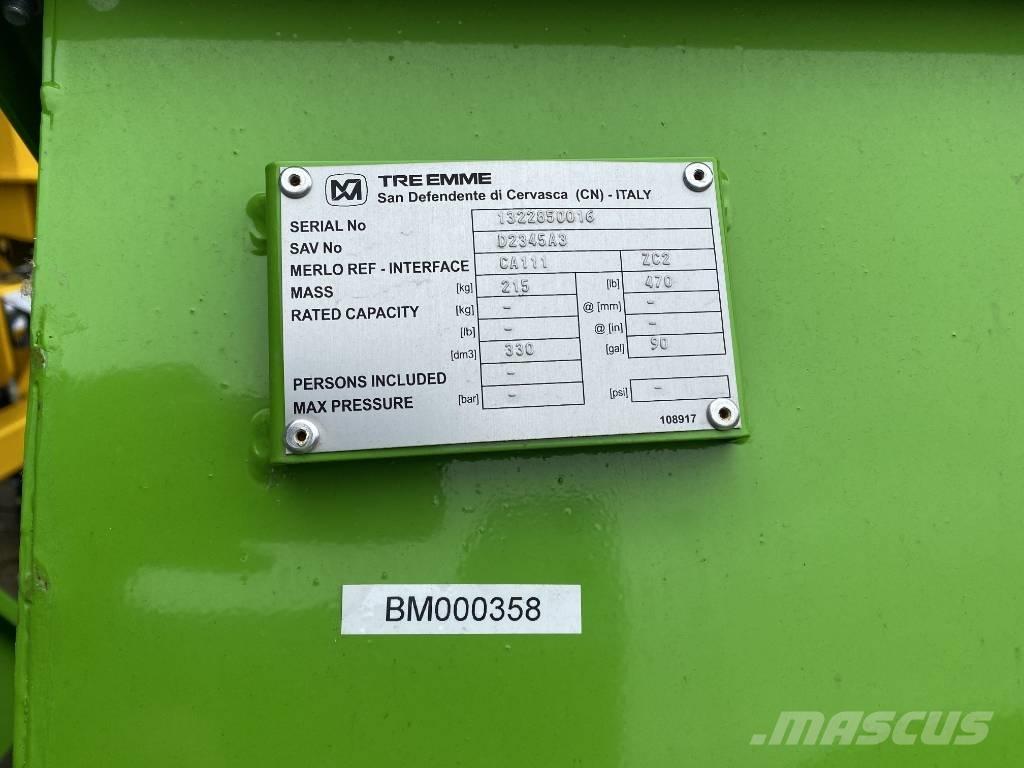 TRE EMME
San Defendente di Cervasca (CN) - ITALY
SERIAL No 1322850016
SAV No D2345A3
MERLO REF - INTERFACE CA111 ZC2
MASS [kg] 215 [lb] 470
RATED CAPACITY [kg] - @ [mm] -
[lb] - @ [in] -
[dm3] 330 [gal] 90
PERSONS INCLUDED -
MAX PRESSURE [bar] - [psi] -
108917
BM000358
MASCUS